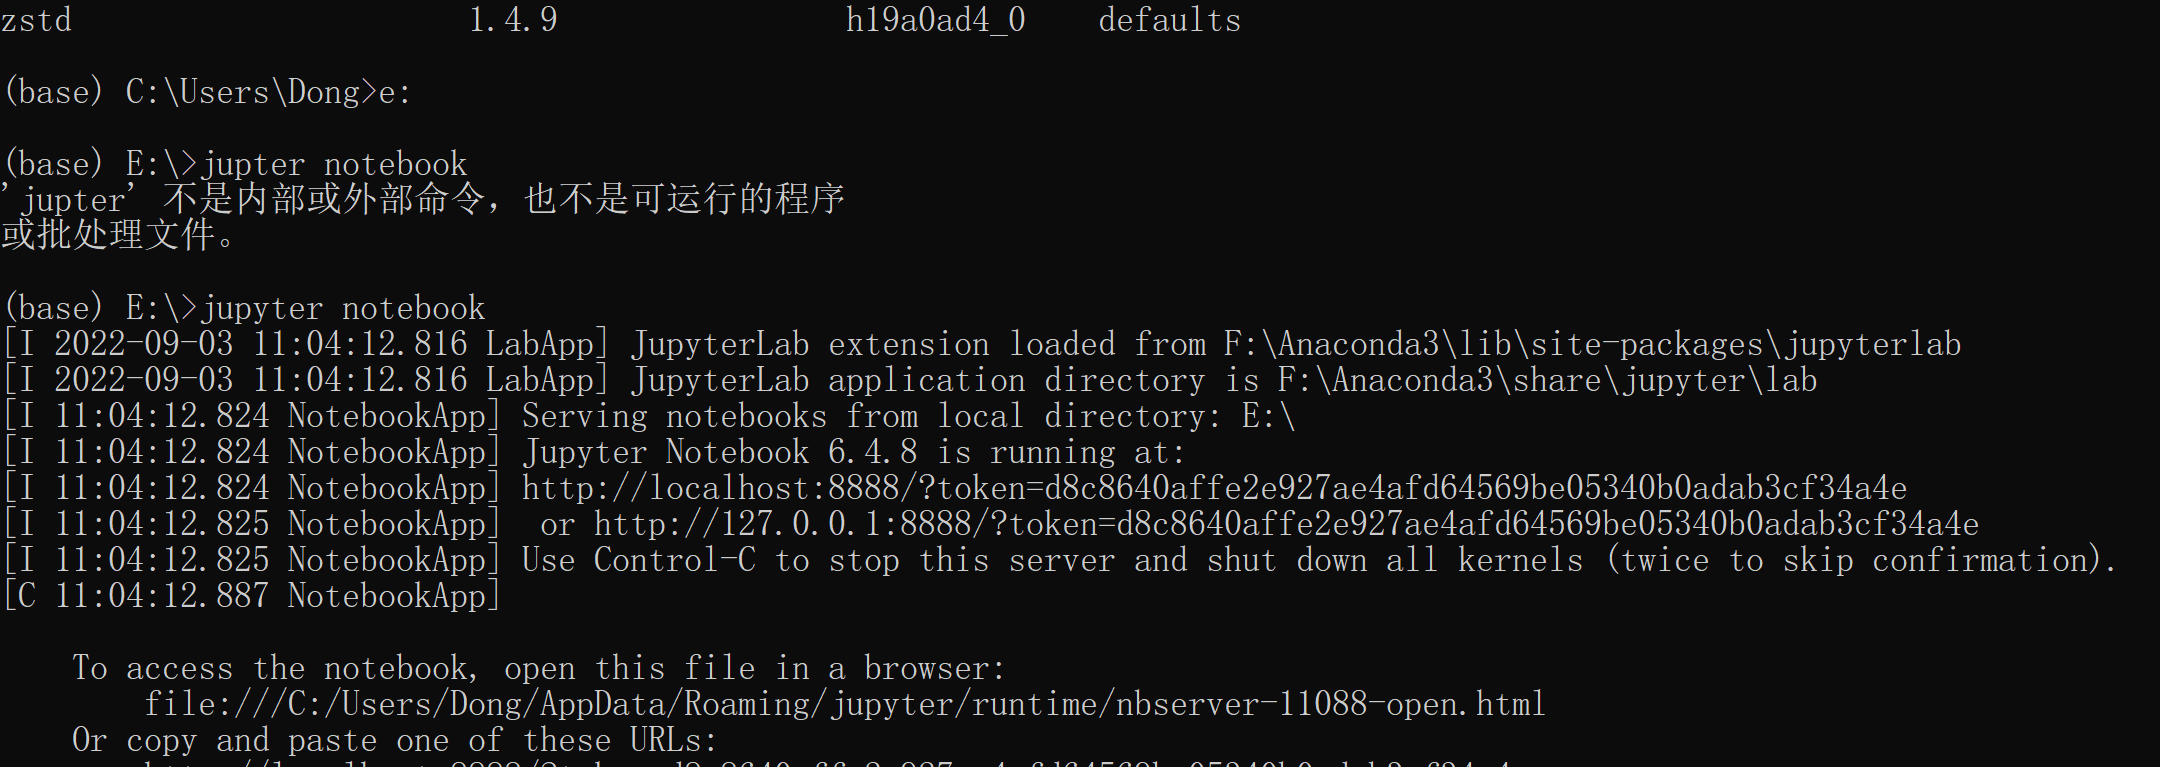 zstd 1.4.9 h19a0ad4_0 defaults
(base) C:\Users\Dong>e:
(base) E:\>jupter notebook
'jupter' 不是内部或外部命令，也不是可运行的程序
或批处理文件。
(base) E:\>jupyter notebook
[I 2022-09-03 11:04:12.816 LabApp] JupyterLab extension loaded from F:\Anaconda3\lib\site-packages\jupyterlab
[I 2022-09-03 11:04:12.816 LabApp] JupyterLab application directory is F:\Anaconda3\share\jupyter\lab
[I 11:04:12.824 NotebookApp] Serving notebooks from local directory: E:\
[I 11:04:12.824 NotebookApp] Jupyter Notebook 6.4.8 is running at:
[I 11:04:12.824 NotebookApp] http://localhost:8888/?token=d8c8640affe2e927ae4afd64569be05340b0adab3cf34a4e
[I 11:04:12.825 NotebookApp]  or http://127.0.0.1:8888/?token=d8c8640affe2e927ae4afd64569be05340b0adab3cf34a4e
[I 11:04:12.825 NotebookApp] Use Control-C to stop this server and shut down all kernels (twice to skip confirmation).
[C 11:04:12.887 NotebookApp]
To access the notebook, open this file in a browser:
file:///C:/Users/Dong/AppData/Roaming/jupyter/runtime/nbserver-11088-open.html
Or copy and paste one of these URLs: